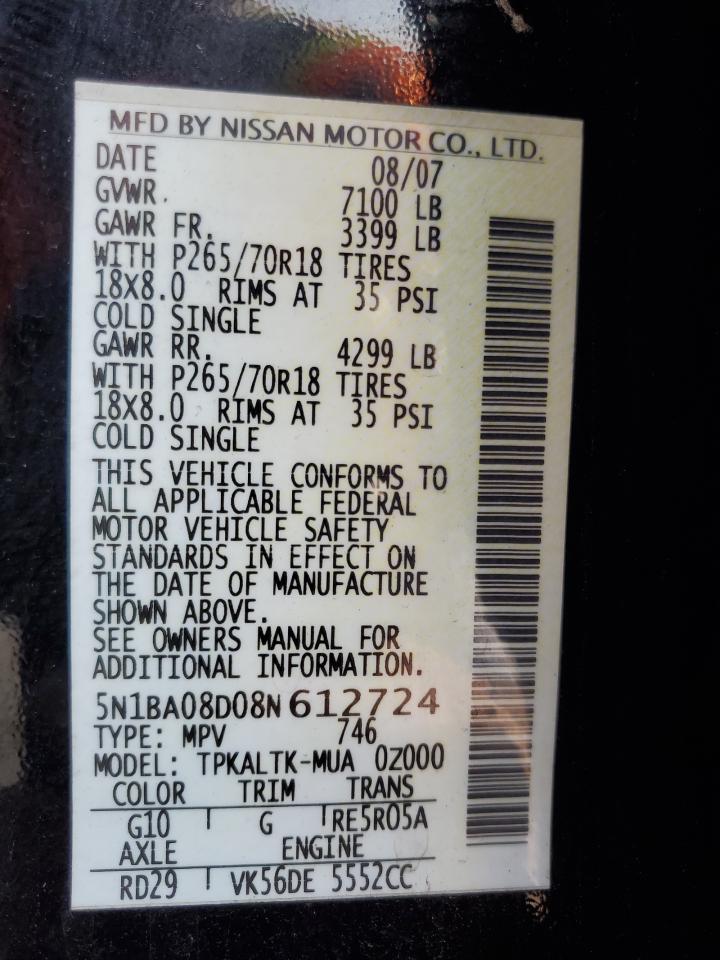 MFD BY NISSAN MOTOR CO., LTD.
DATE 08/07
GVWR. 7100 LB
GAWR FR. 3399 LB
WITH P265/70R18 TIRES
18X8.0 RIMS AT 35 PSI
COLD SINGLE
GAWR RR. 4299 LB
WITH P265/70R18 TIRES
18X8.0 RIMS AT 35 PSI
COLD SINGLE
THIS VEHICLE CONFORMS TO
ALL APPLICABLE FEDERAL
MOTOR VEHICLE SAFETY
STANDARDS IN EFFECT ON
THE DATE OF MANUFACTURE
SHOWN ABOVE.
SEE OWNERS MANUAL FOR
ADDITIONAL INFORMATION.
5N1BA08D08N612724
TYPE: MPV 746
MODEL: TPKALTK-MUA 0Z000
COLOR TRIM TRANS
G10 G RE5R05A
AXLE ENGINE
RD29 VK56DE 5552CC